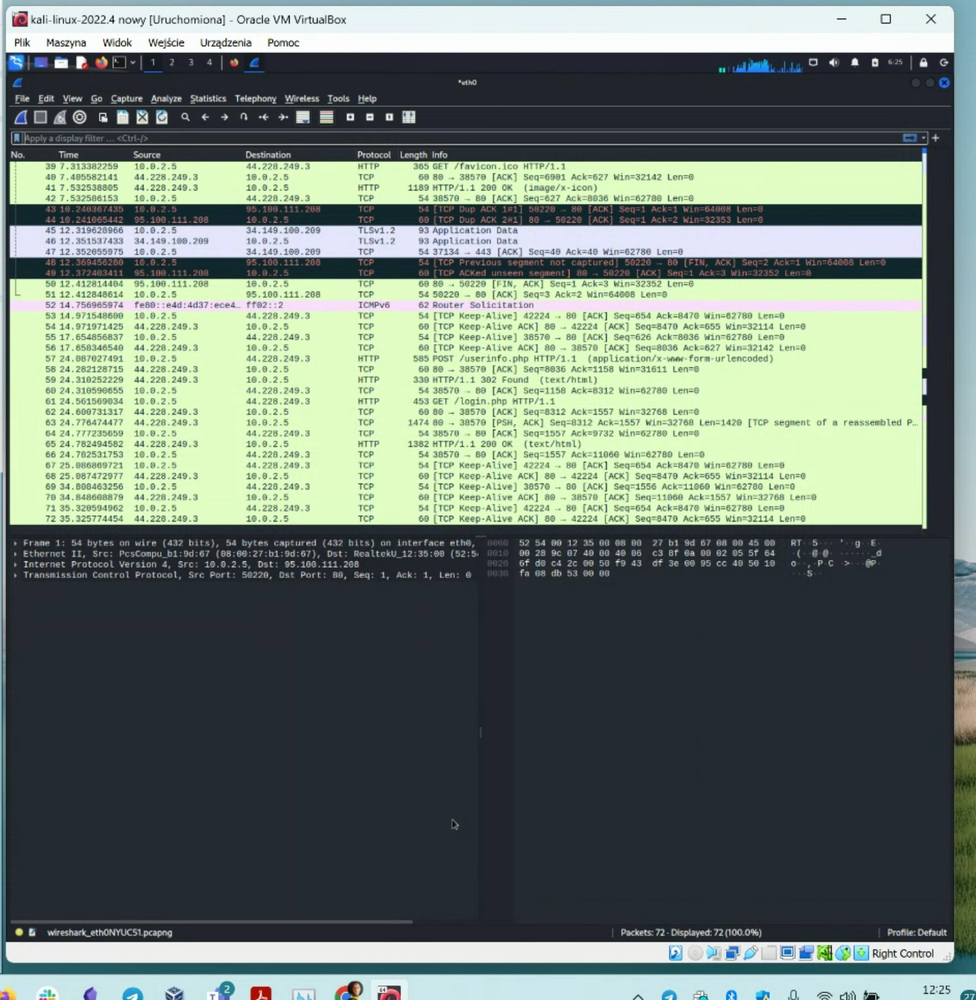 kali-linux-2022.4 nowy [Uruchomiona] - Oracle VM VirtualBox
Plik Maszyna Widok Wejście Urządzenia Pomoc
1 2 3 4 6:25
*eth0
File Edit View Go Capture Analyze Statistics Telephony Wireless Tools Help
Apply a display filter ... <Ctrl-/>
No. Time Source Destination Protocol Length Info
39 7.313382259 10.0.2.5 44.228.249.3 HTTP 365 GET /favicon.ico HTTP/1.1
40 7.405582141 44.228.249.3 10.0.2.5 TCP 60 80 → 38570 [ACK] Seq=6901 Ack=627 Win=32142 Len=0
41 7.532538805 44.228.249.3 10.0.2.5 HTTP 1189 HTTP/1.1 200 OK (image/x-icon)
42 7.532586153 10.0.2.5 44.228.249.3 TCP 54 38570 → 80 [ACK] Seq=627 Ack=8036 Win=62780 Len=0
43 10.240367435 10.0.2.5 95.100.111.208 TCP 54 [TCP Dup ACK 1#1] 50220 → 80 [ACK] Seq=1 Ack=1 Win=64008 Len=0
44 10.241065442 95.100.111.208 10.0.2.5 TCP 60 [TCP Dup ACK 2#1] 80 → 50220 [ACK] Seq=1 Ack=2 Win=32353 Len=0
45 12.319628966 10.0.2.5 34.149.100.209 TLSv1.2 93 Application Data
46 12.351537433 34.149.100.209 10.0.2.5 TLSv1.2 93 Application Data
47 12.352055975 10.0.2.5 34.149.100.209 TCP 54 37134 → 443 [ACK] Seq=40 Ack=40 Win=62780 Len=0
48 12.369456280 10.0.2.5 95.100.111.208 TCP 54 [TCP Previous segment not captured] 50220 → 80 [FIN, ACK] Seq=2 Ack=1 Win=64008 Len=0
49 12.372403411 95.100.111.208 10.0.2.5 TCP 60 [TCP ACKed unseen segment] 80 → 50220 [ACK] Seq=1 Ack=3 Win=32352 Len=0
50 12.412814404 95.100.111.208 10.0.2.5 TCP 60 80 → 50220 [FIN, ACK] Seq=1 Ack=3 Win=32352 Len=0
51 12.412848614 10.0.2.5 95.100.111.208 TCP 54 50220 → 80 [ACK] Seq=3 Ack=2 Win=64008 Len=0
52 14.756965974 fe80::e4d:4d37:ece4… ff02::2 ICMPv6 62 Router Solicitation
53 14.971548600 10.0.2.5 44.228.249.3 TCP 54 [TCP Keep-Alive] 42224 → 80 [ACK] Seq=654 Ack=8470 Win=62780 Len=0
54 14.971971425 44.228.249.3 10.0.2.5 TCP 60 [TCP Keep-Alive ACK] 80 → 42224 [ACK] Seq=8470 Ack=655 Win=32114 Len=0
55 17.654856837 10.0.2.5 44.228.249.3 TCP 54 [TCP Keep-Alive] 38570 → 80 [ACK] Seq=626 Ack=8036 Win=62780 Len=0
56 17.658346540 44.228.249.3 10.0.2.5 TCP 60 [TCP Keep-Alive ACK] 80 → 38570 [ACK] Seq=8036 Ack=627 Win=32142 Len=0
57 24.087027491 10.0.2.5 44.228.249.3 HTTP 585 POST /userinfo.php HTTP/1.1 (application/x-www-form-urlencoded)
58 24.282128715 44.228.249.3 10.0.2.5 TCP 60 80 → 38570 [ACK] Seq=8036 Ack=1158 Win=31611 Len=0
59 24.310252229 44.228.249.3 10.0.2.5 HTTP 330 HTTP/1.1 302 Found (text/html)
60 24.310590655 10.0.2.5 44.228.249.3 TCP 54 38570 → 80 [ACK] Seq=1158 Ack=8312 Win=62780 Len=0
61 24.561569034 10.0.2.5 44.228.249.3 HTTP 453 GET /login.php HTTP/1.1
62 24.600731317 44.228.249.3 10.0.2.5 TCP 60 80 → 38570 [ACK] Seq=8312 Ack=1557 Win=32768 Len=0
63 24.776474477 44.228.249.3 10.0.2.5 TCP 1474 80 → 38570 [PSH, ACK] Seq=8312 Ack=1557 Win=32768 Len=1420 [TCP segment of a reassembled P…
64 24.777235659 10.0.2.5 44.228.249.3 TCP 54 38570 → 80 [ACK] Seq=1557 Ack=9732 Win=62780 Len=0
65 24.782494582 44.228.249.3 10.0.2.5 HTTP 1382 HTTP/1.1 200 OK (text/html)
66 24.782531753 10.0.2.5 44.228.249.3 TCP 54 38570 → 80 [ACK] Seq=1557 Ack=11060 Win=62780 Len=0
67 25.086869721 10.0.2.5 44.228.249.3 TCP 54 [TCP Keep-Alive] 42224 → 80 [ACK] Seq=654 Ack=8470 Win=62780 Len=0
68 25.087472977 44.228.249.3 10.0.2.5 TCP 60 [TCP Keep-Alive ACK] 80 → 42224 [ACK] Seq=8470 Ack=655 Win=32114 Len=0
69 34.808463256 10.0.2.5 44.228.249.3 TCP 54 [TCP Keep-Alive] 38570 → 80 [ACK] Seq=1556 Ack=11060 Win=62780 Len=0
70 34.848608879 44.228.249.3 10.0.2.5 TCP 60 [TCP Keep-Alive ACK] 80 → 38570 [ACK] Seq=11060 Ack=1557 Win=32768 Len=0
71 35.320594962 10.0.2.5 44.228.249.3 TCP 54 [TCP Keep-Alive] 42224 → 80 [ACK] Seq=654 Ack=8470 Win=62780 Len=0
72 35.325774454 44.228.249.3 10.0.2.5 TCP 60 [TCP Keep-Alive ACK] 80 → 42224 [ACK] Seq=8470 Ack=655 Win=32114 Len=0
Frame 1: 54 bytes on wire (432 bits), 54 bytes captured (432 bits) on interface eth0,
Ethernet II, Src: PcsCompu_b1:9d:67 (08:00:27:b1:9d:67), Dst: RealtekU_12:35:00 (52:5
Internet Protocol Version 4, Src: 10.0.2.5, Dst: 95.100.111.208
Transmission Control Protocol, Src Port: 50220, Dst Port: 80, Seq: 1, Ack: 1, Len: 0
0000 52 54 00 12 35 00 08 00 27 b1 9d 67 08 00 45 00 RT··5···'··g··E·
0010 00 28 9c 07 40 00 40 06 c3 8f 0a 00 02 05 5f 64 ·(··@·@·······_d
0020 6f d0 c4 2c 00 50 f9 43 df 3e 00 95 cc 40 50 10 o··,·P·C·>···@P·
0030 fa 08 db 53 00 00 ···S··
wireshark_eth0NYUC51.pcapng
Packets: 72 · Displayed: 72 (100.0%)
Profile: Default
Right Control
2
12:25
27